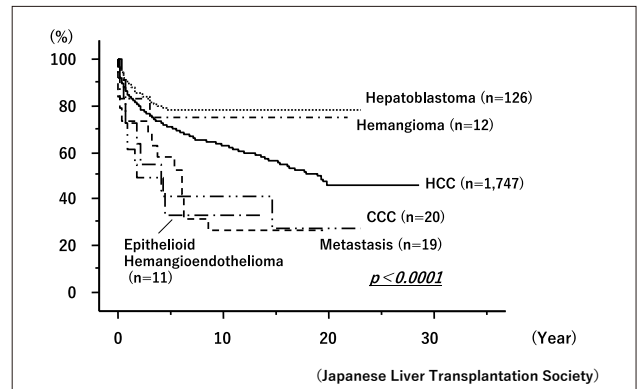 (%)
100
80
60
40
20
0
Hepatoblastoma (n=126)
Hemangioma (n=12)
HCC (n=1,747)
CCC (n=20)
Metastasis (n=19)
Epithelioid
Hemangioendothelioma
(n=11)
p<0.0001
0 10 20 30 (Year)
(Japanese Liver Transplantation Society)